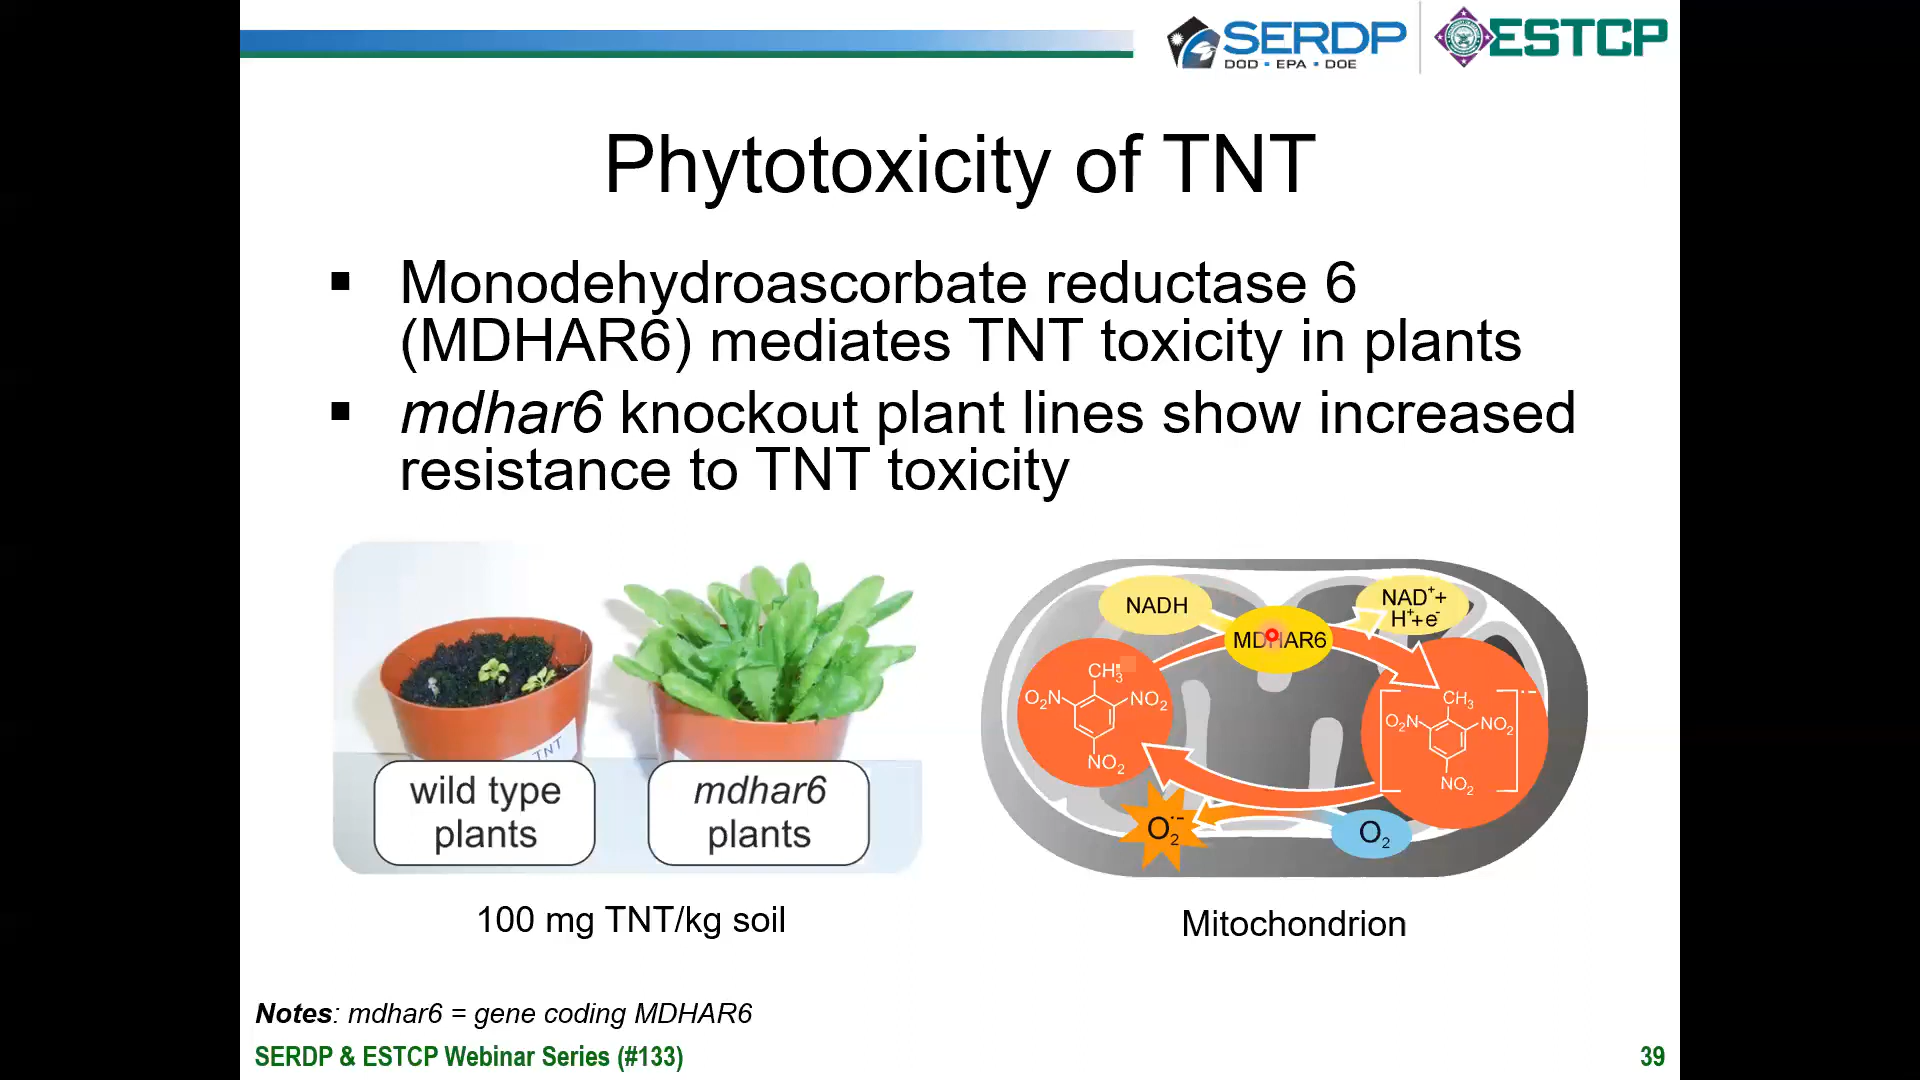 SERDP
DOD ▪ EPA ▪ DOE
ESTCP
Phytotoxicity of TNT
▪ Monodehydroascorbate reductase 6
(MDHAR6) mediates TNT toxicity in plants
▪ mdhar6 knockout plant lines show increased
resistance to TNT toxicity
TNT
wild type
plants
mdhar6
plants
100 mg TNT/kg soil
NADH
MDHAR6
NAD⁺+
H⁺+e⁻
CH₃
O₂N
NO₂
NO₂
CH₃
O₂N
NO₂
NO₂
•−
O₂•−
O₂
Mitochondrion
Notes: mdhar6 = gene coding MDHAR6
SERDP & ESTCP Webinar Series (#133)
39